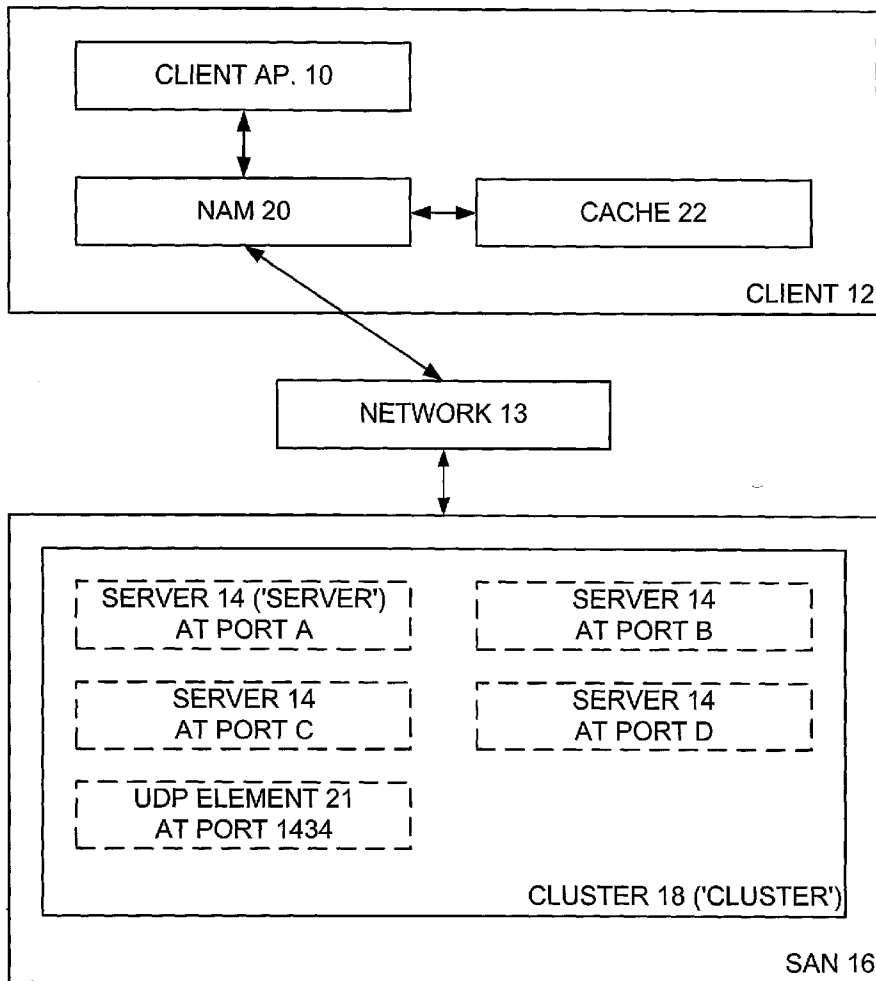 CLIENT AP. 10
NAM 20
CACHE 22
CLIENT 12
NETWORK 13
SERVER 14 ('SERVER')
AT PORT A
SERVER 14
AT PORT B
SERVER 14
AT PORT C
SERVER 14
AT PORT D
UDP ELEMENT 21
AT PORT 1434
CLUSTER 18 ('CLUSTER')
SAN 16